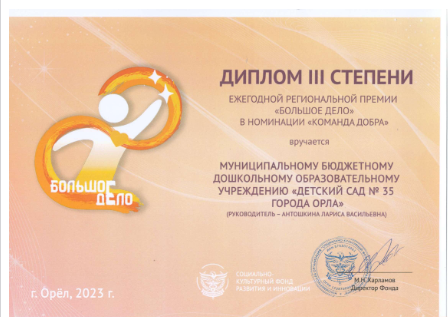 ДИПЛОМ III СТЕПЕНИ
ЕЖЕГОДНОЙ РЕГИОНАЛЬНОЙ ПРЕМИИ
«БОЛЬШОЕ ДЕЛО»
В НОМИНАЦИИ «КОМАНДА ДОБРА»
вручается
МУНИЦИПАЛЬНОМУ БЮДЖЕТНОМУ
ДОШКОЛЬНОМУ ОБРАЗОВАТЕЛЬНОМУ
УЧРЕЖДЕНИЮ «ДЕТСКИЙ САД № 35
ГОРОДА ОРЛА»
(РУКОВОДИТЕЛЬ – АНТОШКИНА ЛАРИСА ВАСИЛЬЕВНА)
БОЛЬШОЕ
ДЕЛО
СОЦИАЛЬНО
КУЛЬТУРНЫЙ ФОНД
РАЗВИТИЯ И ИННОВАЦИЙ
М.Н.Карламов
Директор Фонда
г. Орёл, 2023 г.